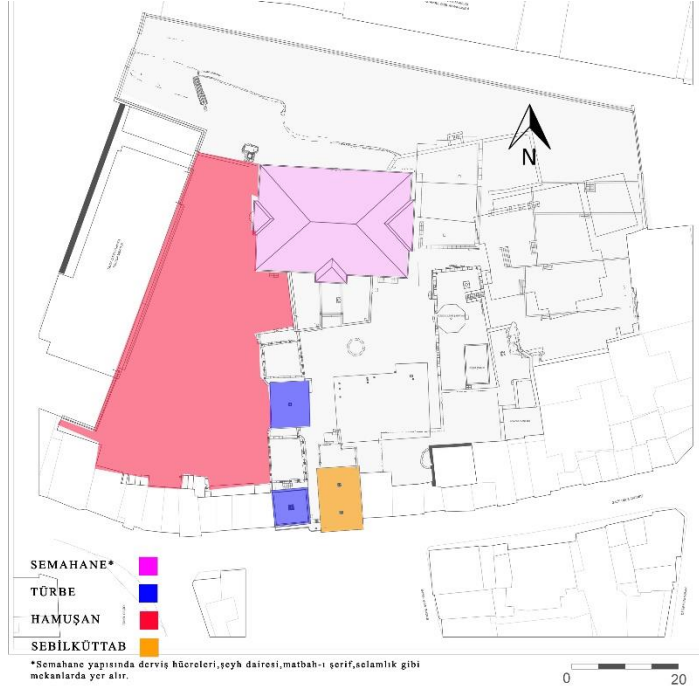 N
SEMAHANE*
TÜRBE
HAMUŞAN
SEBİLKÜTTAB
*Semahane yapısında derviş hücreleri,şeyh dairesi,matbah-ı şerif,selamlık gibi
mekanlarda yer alır.
0 20